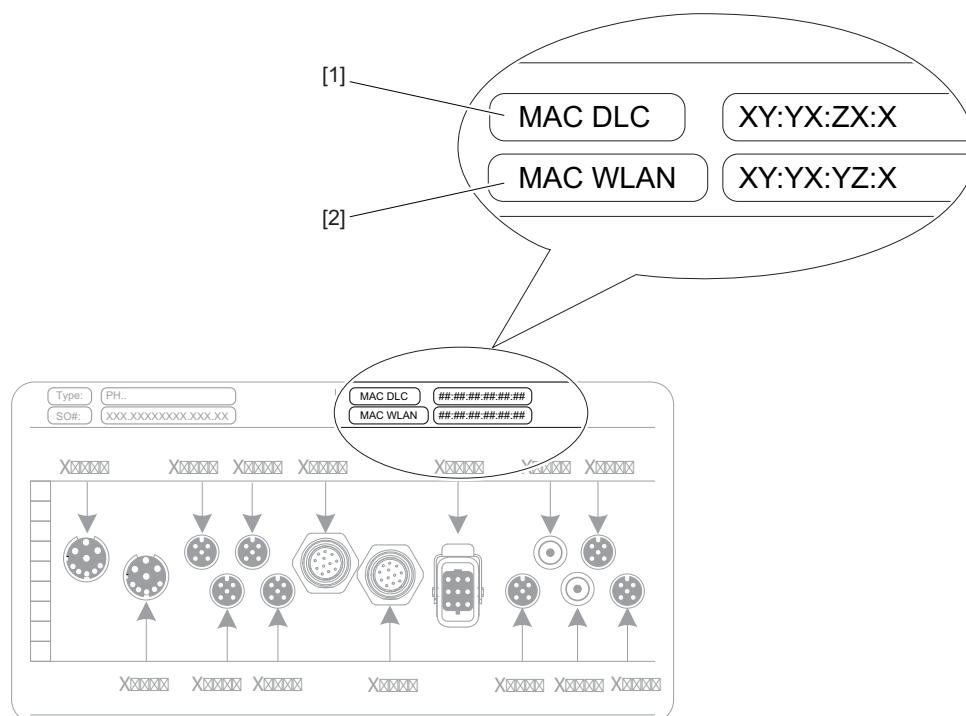 [1]
MAC DLC XY:YX:ZX:X
MAC WLAN XY:YX:YZ:X
[2]
Type: PH.. MAC DLC ##:##:##:##:##:##
SO#: XXX.XXXXXXXX.XXX.XX MAC WLAN ##:##:##:##:##:##
X☒☒☒☒ X☒☒☒☒ X☒☒☒☒ X☒☒☒☒ X☒☒☒☒ X☒☒☒☒ X☒☒☒☒
X☒☒☒☒ X☒☒☒☒ X☒☒☒☒ X☒☒☒☒ X☒☒☒☒ X☒☒☒☒ X☒☒☒☒